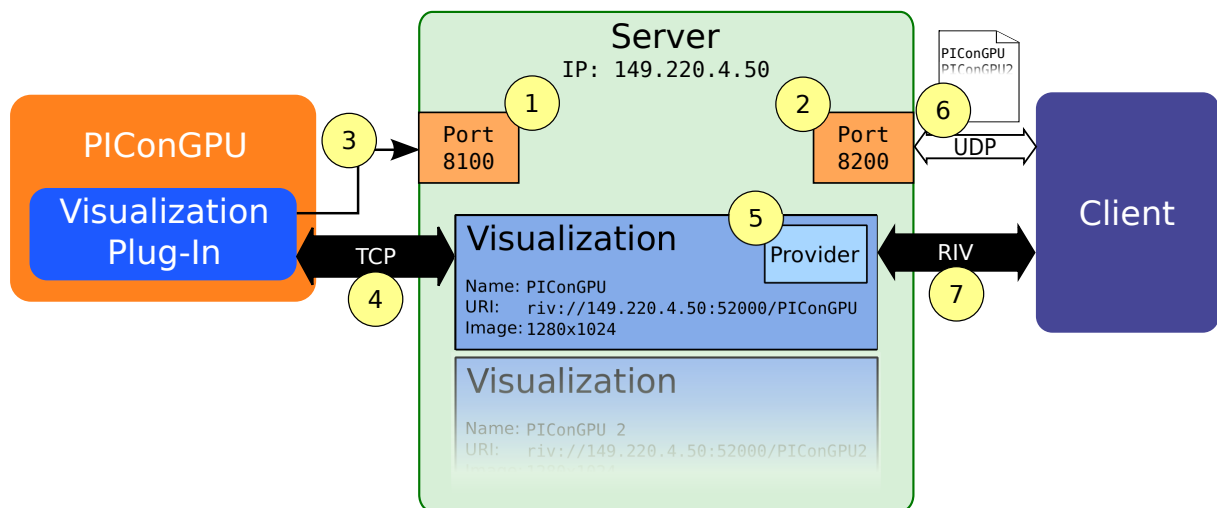 Server
IP: 149.220.4.50
PIConGPU
PIConGPU2
1
2
6
3
Port
8100
Port
8200
UDP
PIConGPU
Visualization
Plug-In
Client
5
Visualization
Provider
TCP
RIV
4
7
Name: PIConGPU
URI: riv://149.220.4.50:52000/PIConGPU
Image: 1280x1024
Visualization
Name: PIConGPU 2
URI: riv://149.220.4.50:52000/PIConGPU2
Image: 1280x1024